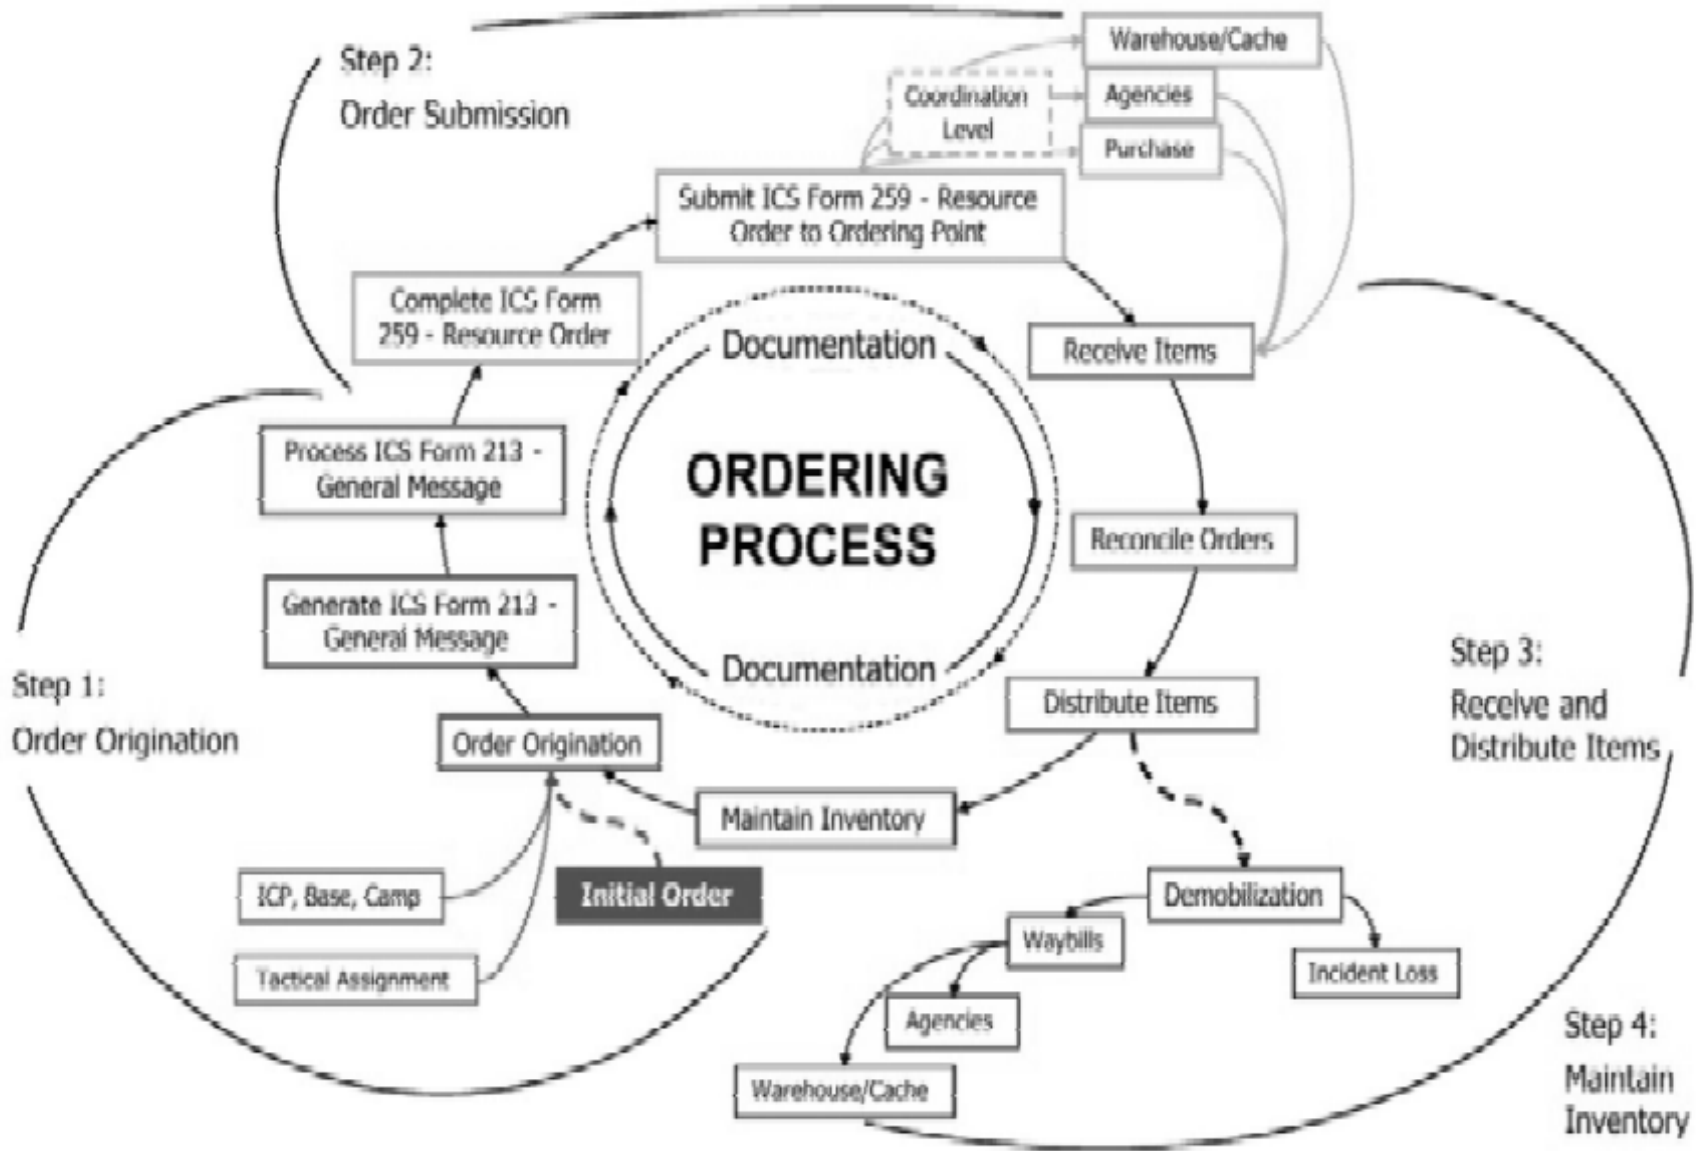 Step 2:
Order Submission
Warehouse/Cache
Coordination
Level
Agencies
Purchase
Submit ICS Form 259 - Resource
Order to Ordering Point
Complete ICS Form
259 - Resource Order
Receive Items
Process ICS Form 213 -
General Message
Reconcile Orders
Generate ICS Form 213 -
General Message
Documentation
ORDERING
PROCESS
Documentation
Step 1:
Order Origination
Order Origination
Distribute Items
Step 3:
Receive and
Distribute Items
Maintain Inventory
ICP, Base, Camp
Initial Order
Tactical Assignment
Demobilization
Waybills
Incident Loss
Agencies
Warehouse/Cache
Step 4:
Maintain
Inventory